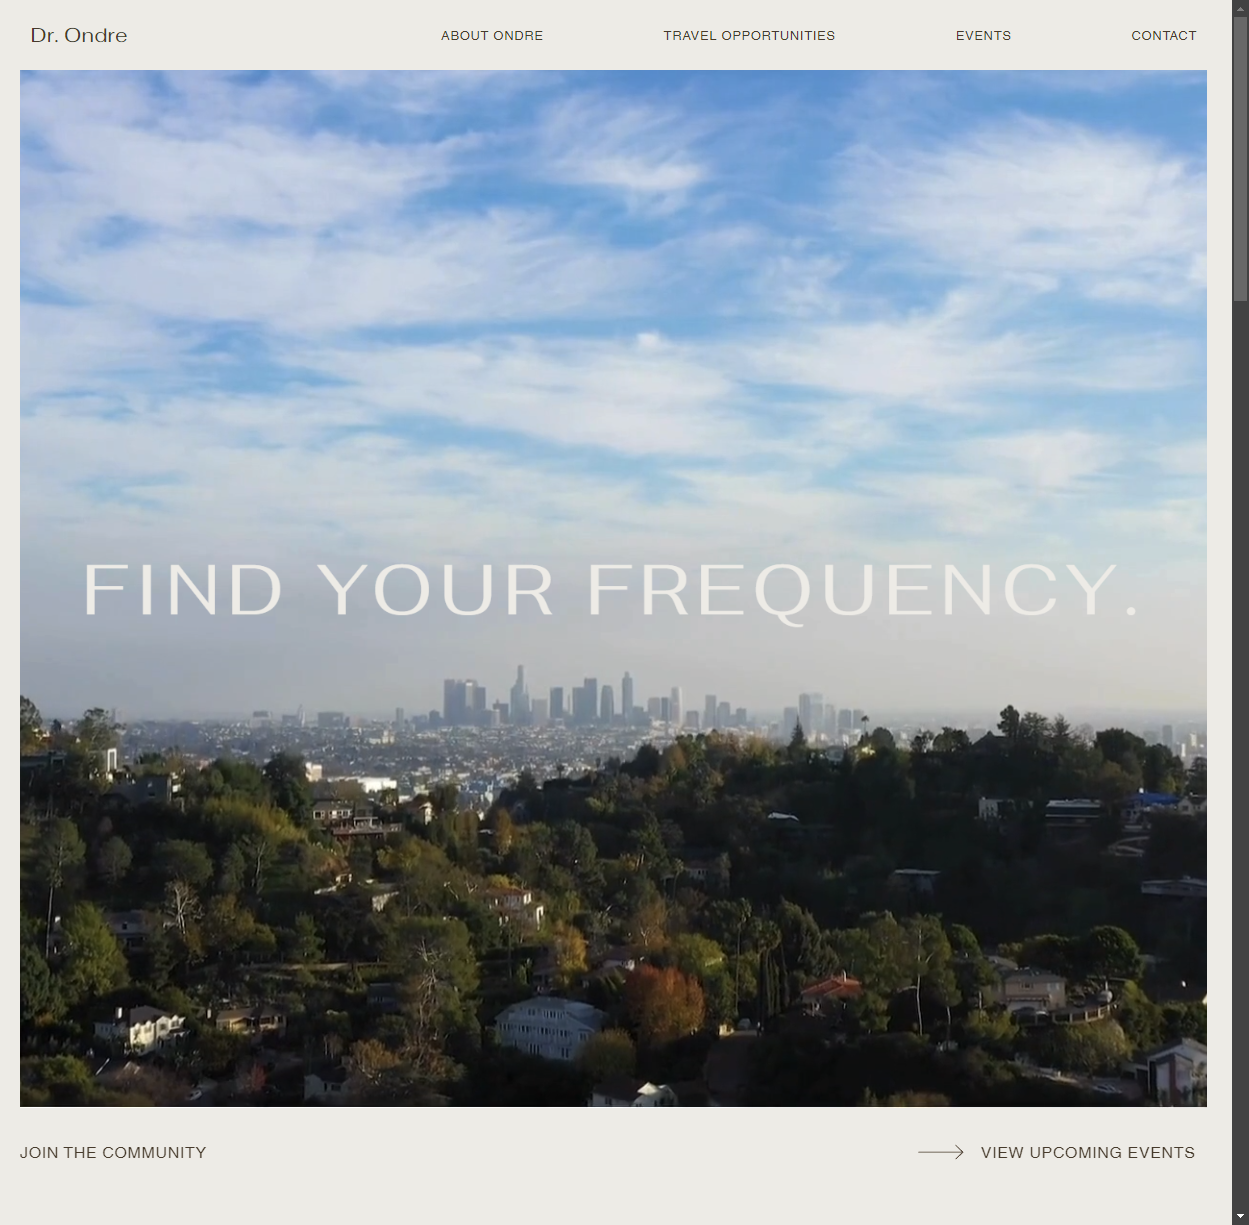 Dr. Ondre
ABOUT ONDRE
TRAVEL OPPORTUNITIES
EVENTS
CONTACT
FIND YOUR FREQUENCY.
JOIN THE COMMUNITY
VIEW UPCOMING EVENTS